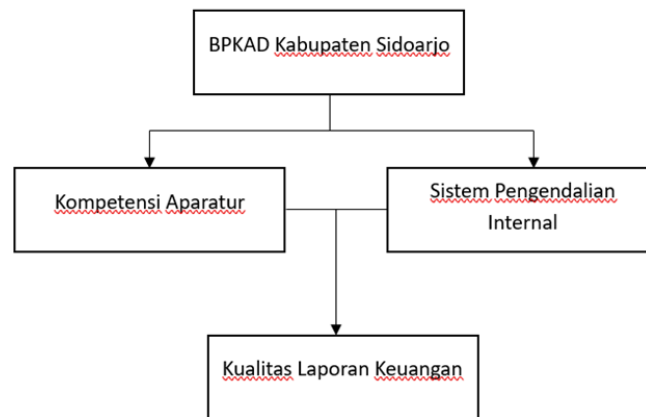 BPKAD Kabupaten Sidoarjo
Kompetensi Aparatur
Sistem Pengendalian
Internal
Kualitas Laporan Keuangan